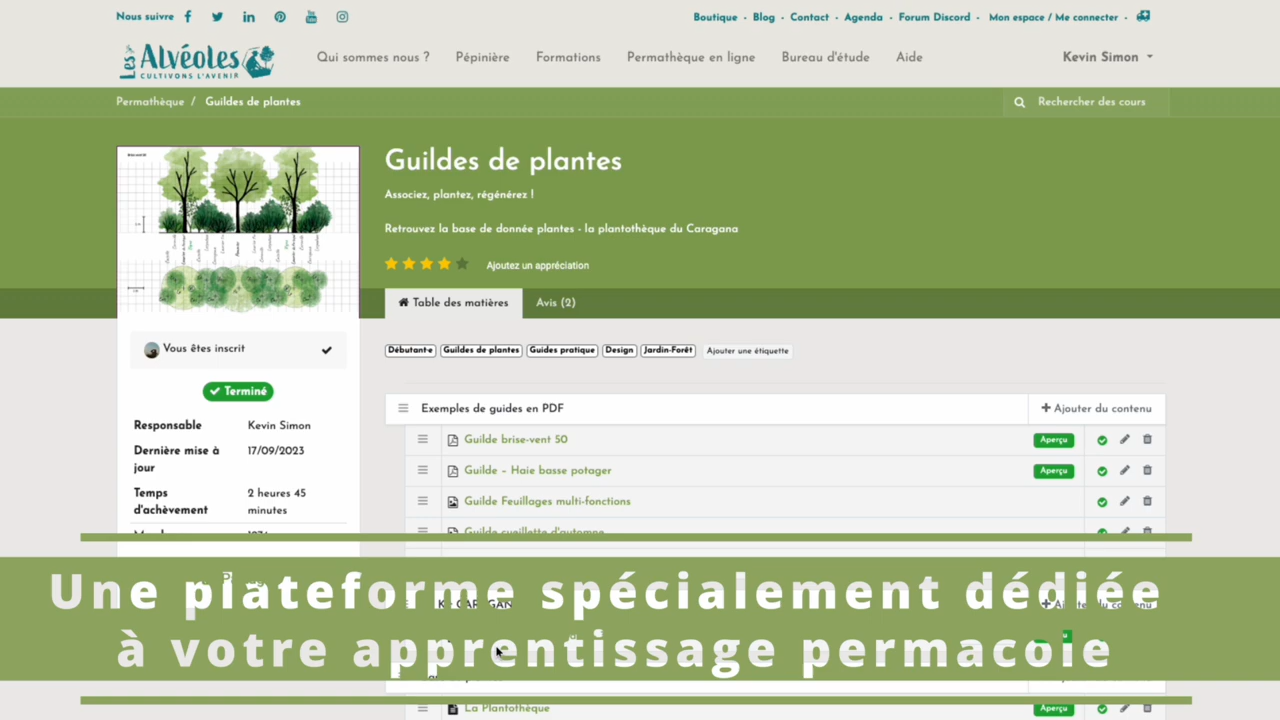 Nous suivre
Boutique - Blog - Contact - Agenda - Forum Discord - Mon espace / Me connecter -
Les Alvéoles
CULTIVONS L'AVENIR
Qui sommes nous ? Pépinière Formations Permathèque en ligne Bureau d'étude Aide Kevin Simon
Permathèque / Guildes de plantes
Rechercher des cours
Guildes de plantes
Associez, plantez, régénérez !
Retrouvez la base de donnée plantes - la plantothèque du Caragana
Ajoutez un appréciation
Table des matières Avis (2)
Vous êtes inscrit
Terminé
Responsable Kevin Simon
Dernière mise à jour 17/09/2023
Temps d'achèvement 2 heures 45 minutes
Débutant·e Guildes de plantes Guides pratique Design Jardin-Forêt Ajouter une étiquette
Exemples de guides en PDF + Ajouter du contenu
Guilde brise-vent 50 Aperçu
Guilde – Haie basse potager Aperçu
Guilde Feuillages multi-fonctions
Guilde cueillette d'automne
Une plateforme spécialement dédiée
à votre apprentissage permacole
La Plantothèque Aperçu